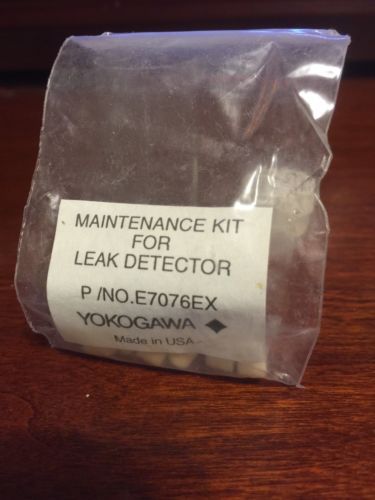 MAINTENANCE KIT
FOR
LEAK DETECTOR
P/NO.E7076EX
YOKOGAWA
Made in USA